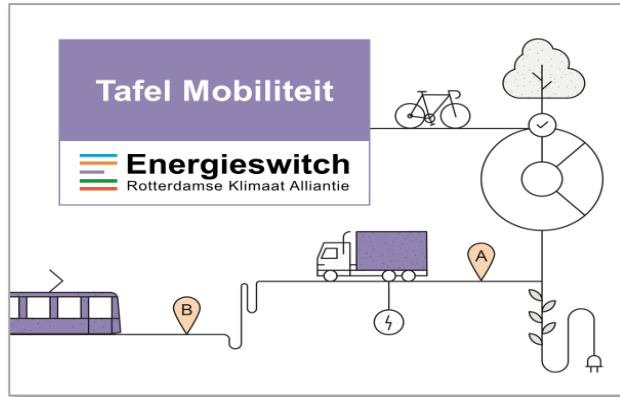 Tafel Mobiliteit
Energieswitch
Rotterdamse Klimaat Alliantie
A
B